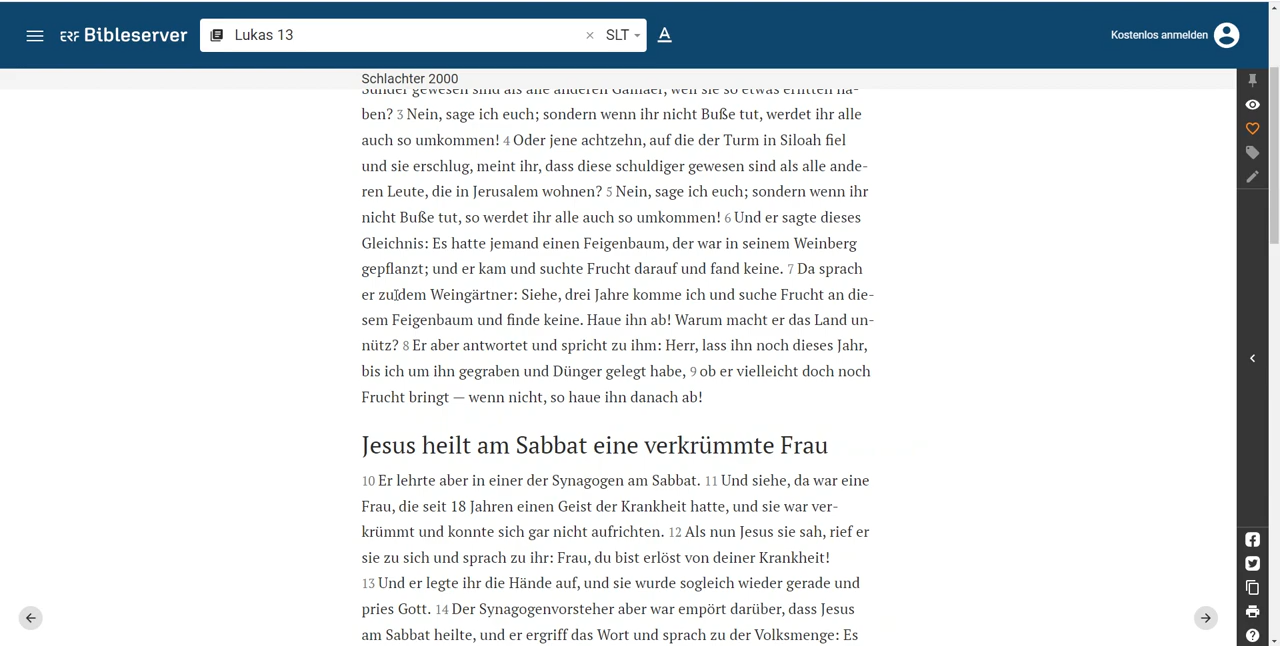 ERF Bibleserver
Lukas 13
× SLT
A
Kostenlos anmelden
Schlachter 2000
Sünder gewesen sind als alle anderen Galiläer, weil sie so etwas erlitten ha-
ben? 3 Nein, sage ich euch; sondern wenn ihr nicht Buße tut, werdet ihr alle
auch so umkommen! 4 Oder jene achtzehn, auf die der Turm in Siloah fiel
und sie erschlug, meint ihr, dass diese schuldiger gewesen sind als alle ande-
ren Leute, die in Jerusalem wohnen? 5 Nein, sage ich euch; sondern wenn ihr
nicht Buße tut, so werdet ihr alle auch so umkommen! 6 Und er sagte dieses
Gleichnis: Es hatte jemand einen Feigenbaum, der war in seinem Weinberg
gepflanzt; und er kam und suchte Frucht darauf und fand keine. 7 Da sprach
er zu dem Weingärtner: Siehe, drei Jahre komme ich und suche Frucht an die-
sem Feigenbaum und finde keine. Haue ihn ab! Warum macht er das Land un-
nütz? 8 Er aber antwortet und spricht zu ihm: Herr, lass ihn noch dieses Jahr,
bis ich um ihn gegraben und Dünger gelegt habe, 9 ob er vielleicht doch noch
Frucht bringt — wenn nicht, so haue ihn danach ab!
Jesus heilt am Sabbat eine verkrümmte Frau
10 Er lehrte aber in einer der Synagogen am Sabbat. 11 Und siehe, da war eine
Frau, die seit 18 Jahren einen Geist der Krankheit hatte, und sie war ver-
krümmt und konnte sich gar nicht aufrichten. 12 Als nun Jesus sie sah, rief er
sie zu sich und sprach zu ihr: Frau, du bist erlöst von deiner Krankheit!
13 Und er legte ihr die Hände auf, und sie wurde sogleich wieder gerade und
pries Gott. 14 Der Synagogenvorsteher aber war empört darüber, dass Jesus
am Sabbat heilte, und er ergriff das Wort und sprach zu der Volksmenge: Es